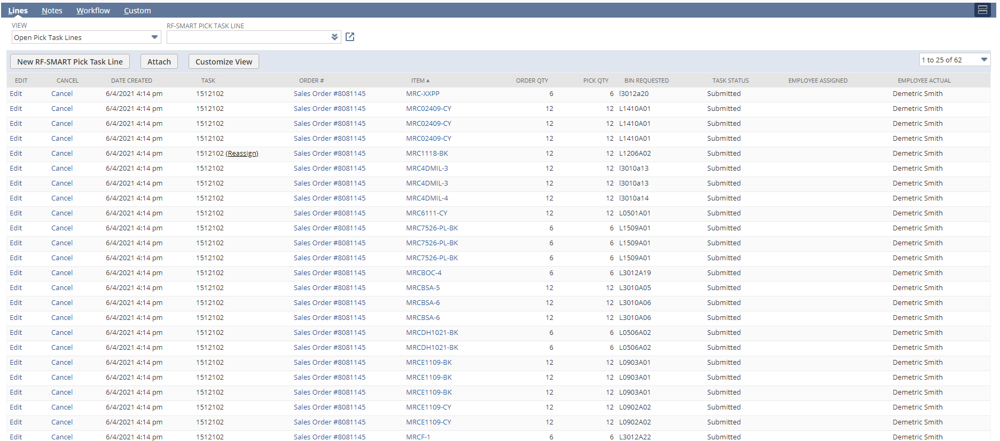 Lines Notes Workflow Custom
VIEW RF-SMART PICK TASK LINE
Open Pick Task Lines
New RF-SMART Pick Task Line Attach Customize View 1 to 25 of 62
EDIT CANCEL DATE CREATED TASK ORDER # ITEM ORDER QTY PICK QTY BIN REQUESTED TASK STATUS EMPLOYEE ASSIGNED EMPLOYEE ACTUAL
Edit Cancel 6/4/2021 4:14 pm 1512102 Sales Order #8081145 MRC-XXPP 6 6 l3012a20 Submitted Demetric Smith
Edit Cancel 6/4/2021 4:14 pm 1512102 Sales Order #8081145 MRC02409-CY 12 12 L1410A01 Submitted Demetric Smith
Edit Cancel 6/4/2021 4:14 pm 1512102 Sales Order #8081145 MRC02409-CY 12 12 L1410A01 Submitted Demetric Smith
Edit Cancel 6/4/2021 4:14 pm 1512102 Sales Order #8081145 MRC02409-CY 12 12 L1410A01 Submitted Demetric Smith
Edit Cancel 6/4/2021 4:14 pm 1512102 (Reassign) Sales Order #8081145 MRC1118-BK 12 12 L1206A02 Submitted Demetric Smith
Edit Cancel 6/4/2021 4:14 pm 1512102 Sales Order #8081145 MRC4DMIL-3 12 12 l3010a13 Submitted Demetric Smith
Edit Cancel 6/4/2021 4:14 pm 1512102 Sales Order #8081145 MRC4DMIL-3 12 12 l3010a13 Submitted Demetric Smith
Edit Cancel 6/4/2021 4:14 pm 1512102 Sales Order #8081145 MRC4DMIL-4 12 12 l3010a14 Submitted Demetric Smith
Edit Cancel 6/4/2021 4:14 pm 1512102 Sales Order #8081145 MRC6111-CY 12 12 L0501A01 Submitted Demetric Smith
Edit Cancel 6/4/2021 4:14 pm 1512102 Sales Order #8081145 MRC7526-PL-BK 6 6 L1509A01 Submitted Demetric Smith
Edit Cancel 6/4/2021 4:14 pm 1512102 Sales Order #8081145 MRC7526-PL-BK 6 6 L1509A01 Submitted Demetric Smith
Edit Cancel 6/4/2021 4:14 pm 1512102 Sales Order #8081145 MRC7526-PL-BK 6 6 L1509A01 Submitted Demetric Smith
Edit Cancel 6/4/2021 4:14 pm 1512102 Sales Order #8081145 MRCBOC-4 6 6 L3012A19 Submitted Demetric Smith
Edit Cancel 6/4/2021 4:14 pm 1512102 Sales Order #8081145 MRCBSA-5 12 12 L3010A05 Submitted Demetric Smith
Edit Cancel 6/4/2021 4:14 pm 1512102 Sales Order #8081145 MRCBSA-6 12 12 L3010A06 Submitted Demetric Smith
Edit Cancel 6/4/2021 4:14 pm 1512102 Sales Order #8081145 MRCBSA-6 12 12 L3010A06 Submitted Demetric Smith
Edit Cancel 6/4/2021 4:14 pm 1512102 Sales Order #8081145 MRCDH1021-BK 6 6 L0506A02 Submitted Demetric Smith
Edit Cancel 6/4/2021 4:14 pm 1512102 Sales Order #8081145 MRCDH1021-BK 6 6 L0506A02 Submitted Demetric Smith
Edit Cancel 6/4/2021 4:14 pm 1512102 Sales Order #8081145 MRCE1109-BK 12 12 L0903A01 Submitted Demetric Smith
Edit Cancel 6/4/2021 4:14 pm 1512102 Sales Order #8081145 MRCE1109-BK 12 12 L0903A01 Submitted Demetric Smith
Edit Cancel 6/4/2021 4:14 pm 1512102 Sales Order #8081145 MRCE1109-BK 12 12 L0903A01 Submitted Demetric Smith
Edit Cancel 6/4/2021 4:14 pm 1512102 Sales Order #8081145 MRCE1109-CY 12 12 L0902A02 Submitted Demetric Smith
Edit Cancel 6/4/2021 4:14 pm 1512102 Sales Order #8081145 MRCE1109-CY 12 12 L0902A02 Submitted Demetric Smith
Edit Cancel 6/4/2021 4:14 pm 1512102 Sales Order #8081145 MRCF-1 6 6 L3012A22 Submitted Demetric Smith